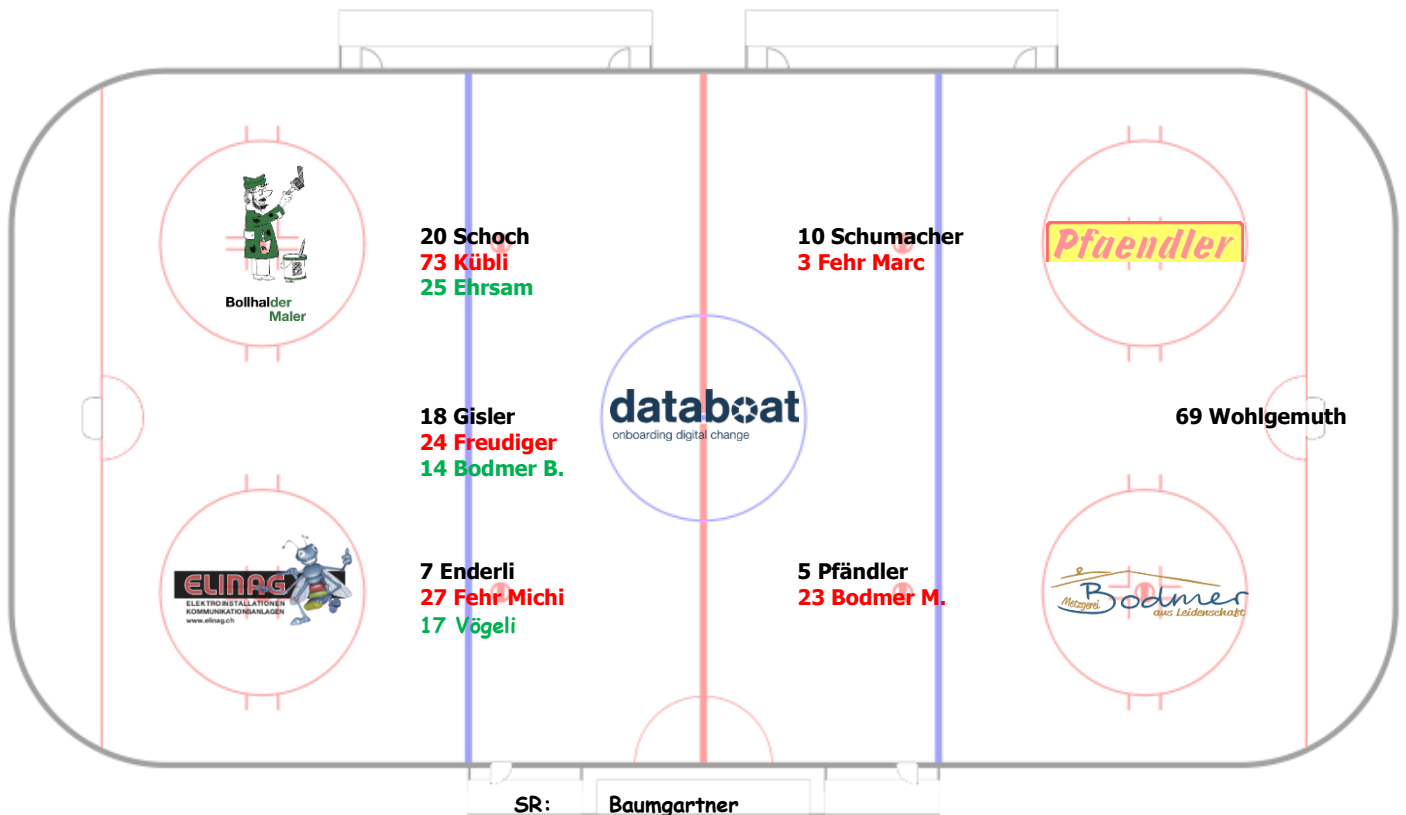 20 Schoch
73 Kübli
25 Ehrsam
10 Schumacher
3 Fehr Marc
Pfaendler
Bollhalder
Maler
18 Gisler
24 Freudiger
14 Bodmer B.
databoat
onboarding digital change
69 Wohlgemuth
ELINAG
ELEKTROINSTALLATIONEN
KOMMUNIKATIONSANLAGEN
www.elinag.ch
7 Enderli
27 Fehr Michi
17 Vögeli
5 Pfändler
23 Bodmer M.
Metzgerei Bodmer
aus Leidenschaft
SR: Baumgartner